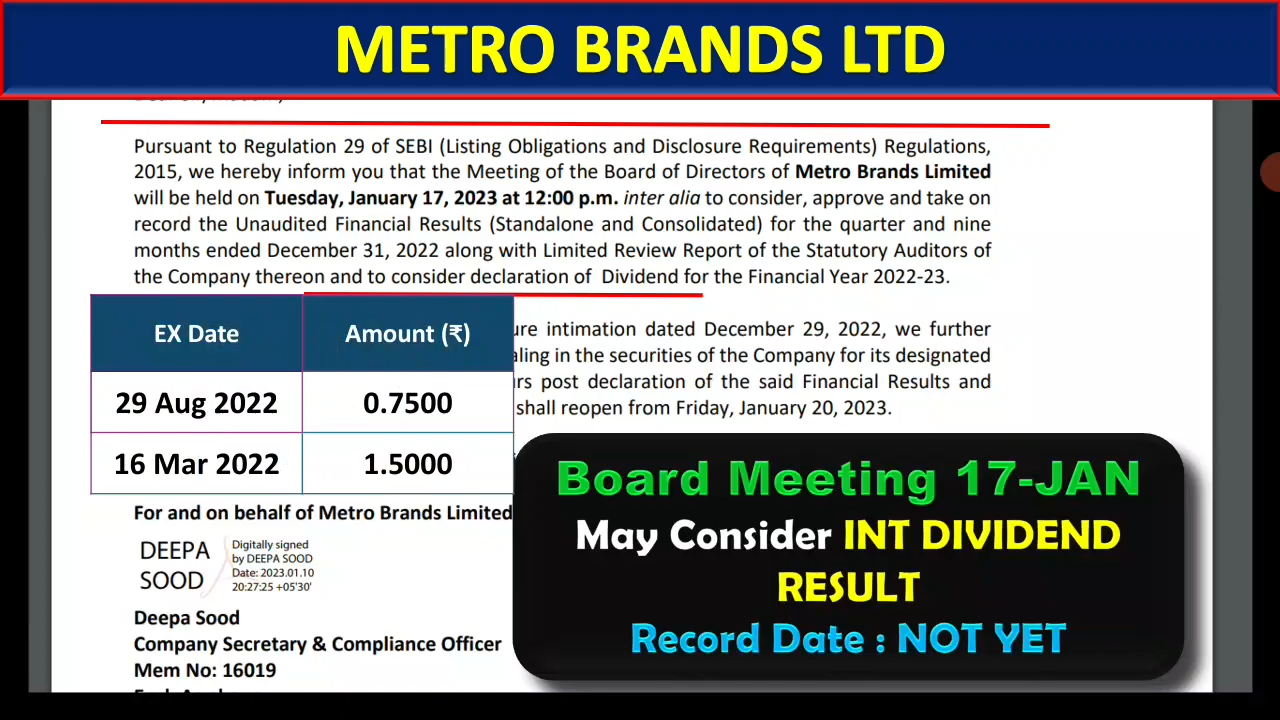 METRO BRANDS LTD
Pursuant to Regulation 29 of SEBI (Listing Obligations and Disclosure Requirements) Regulations,
2015, we hereby inform you that the Meeting of the Board of Directors of Metro Brands Limited
will be held on Tuesday, January 17, 2023 at 12:00 p.m. inter alia to consider, approve and take on
record the Unaudited Financial Results (Standalone and Consolidated) for the quarter and nine
months ended December 31, 2022 along with Limited Review Report of the Statutory Auditors of
the Company thereon and to consider declaration of Dividend for the Financial Year 2022-23.
intimation dated December 29, 2022, we further
in the securities of the Company for its designated
post declaration of the said Financial Results and
shall reopen from Friday, January 20, 2023.
EX Date Amount (₹)
29 Aug 2022 0.7500
16 Mar 2022 1.5000
For and on behalf of Metro Brands Limited
DEEPA
SOOD
Digitally signed
by DEEPA SOOD
Date: 2023.01.10
20:27:25 +05'30'
Deepa Sood
Company Secretary & Compliance Officer
Mem No: 16019
Board Meeting 17-JAN
May Consider INT DIVIDEND
RESULT
Record Date : NOT YET